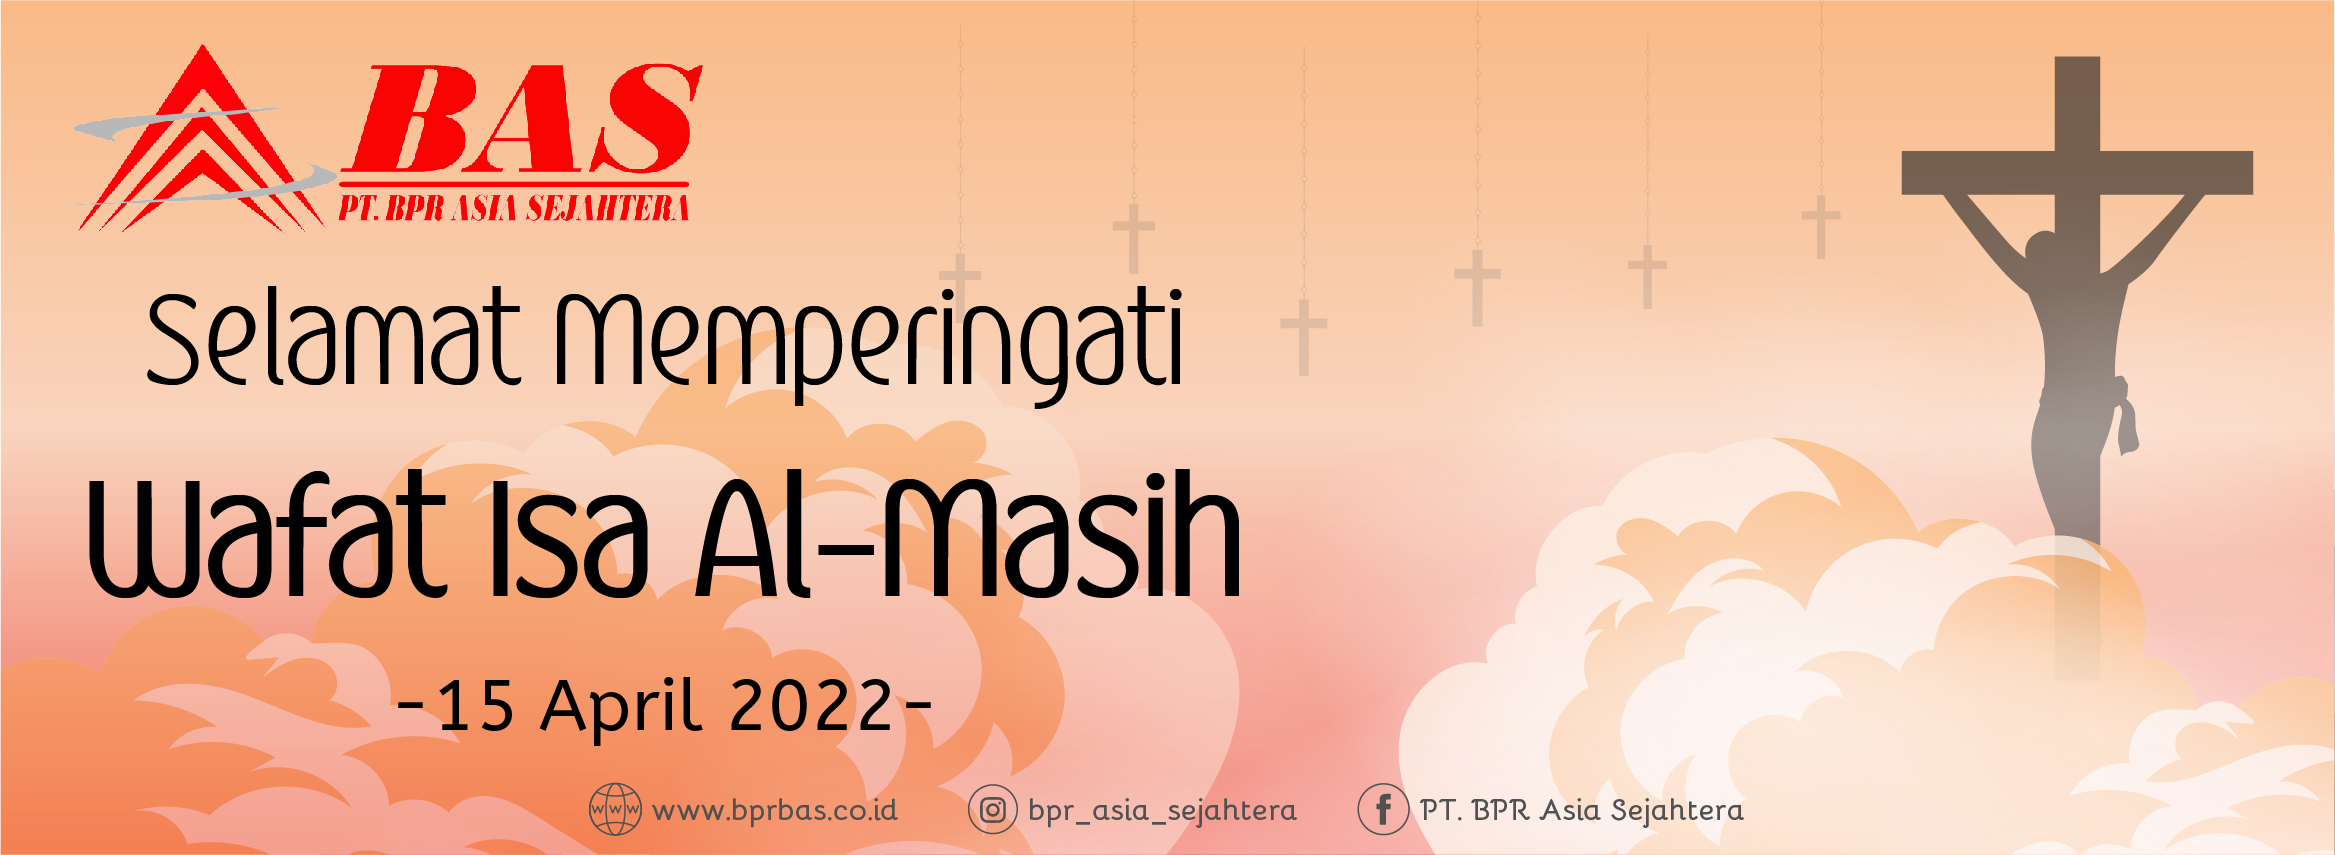 BAS
PT. BPR ASIA SEJAHTERA
Selamat Memperingati
Wafat Isa Al-Masih
-15 April 2022-
www www.bprbas.co.id bpr_asia_sejahtera f PT. BPR Asia Sejahtera